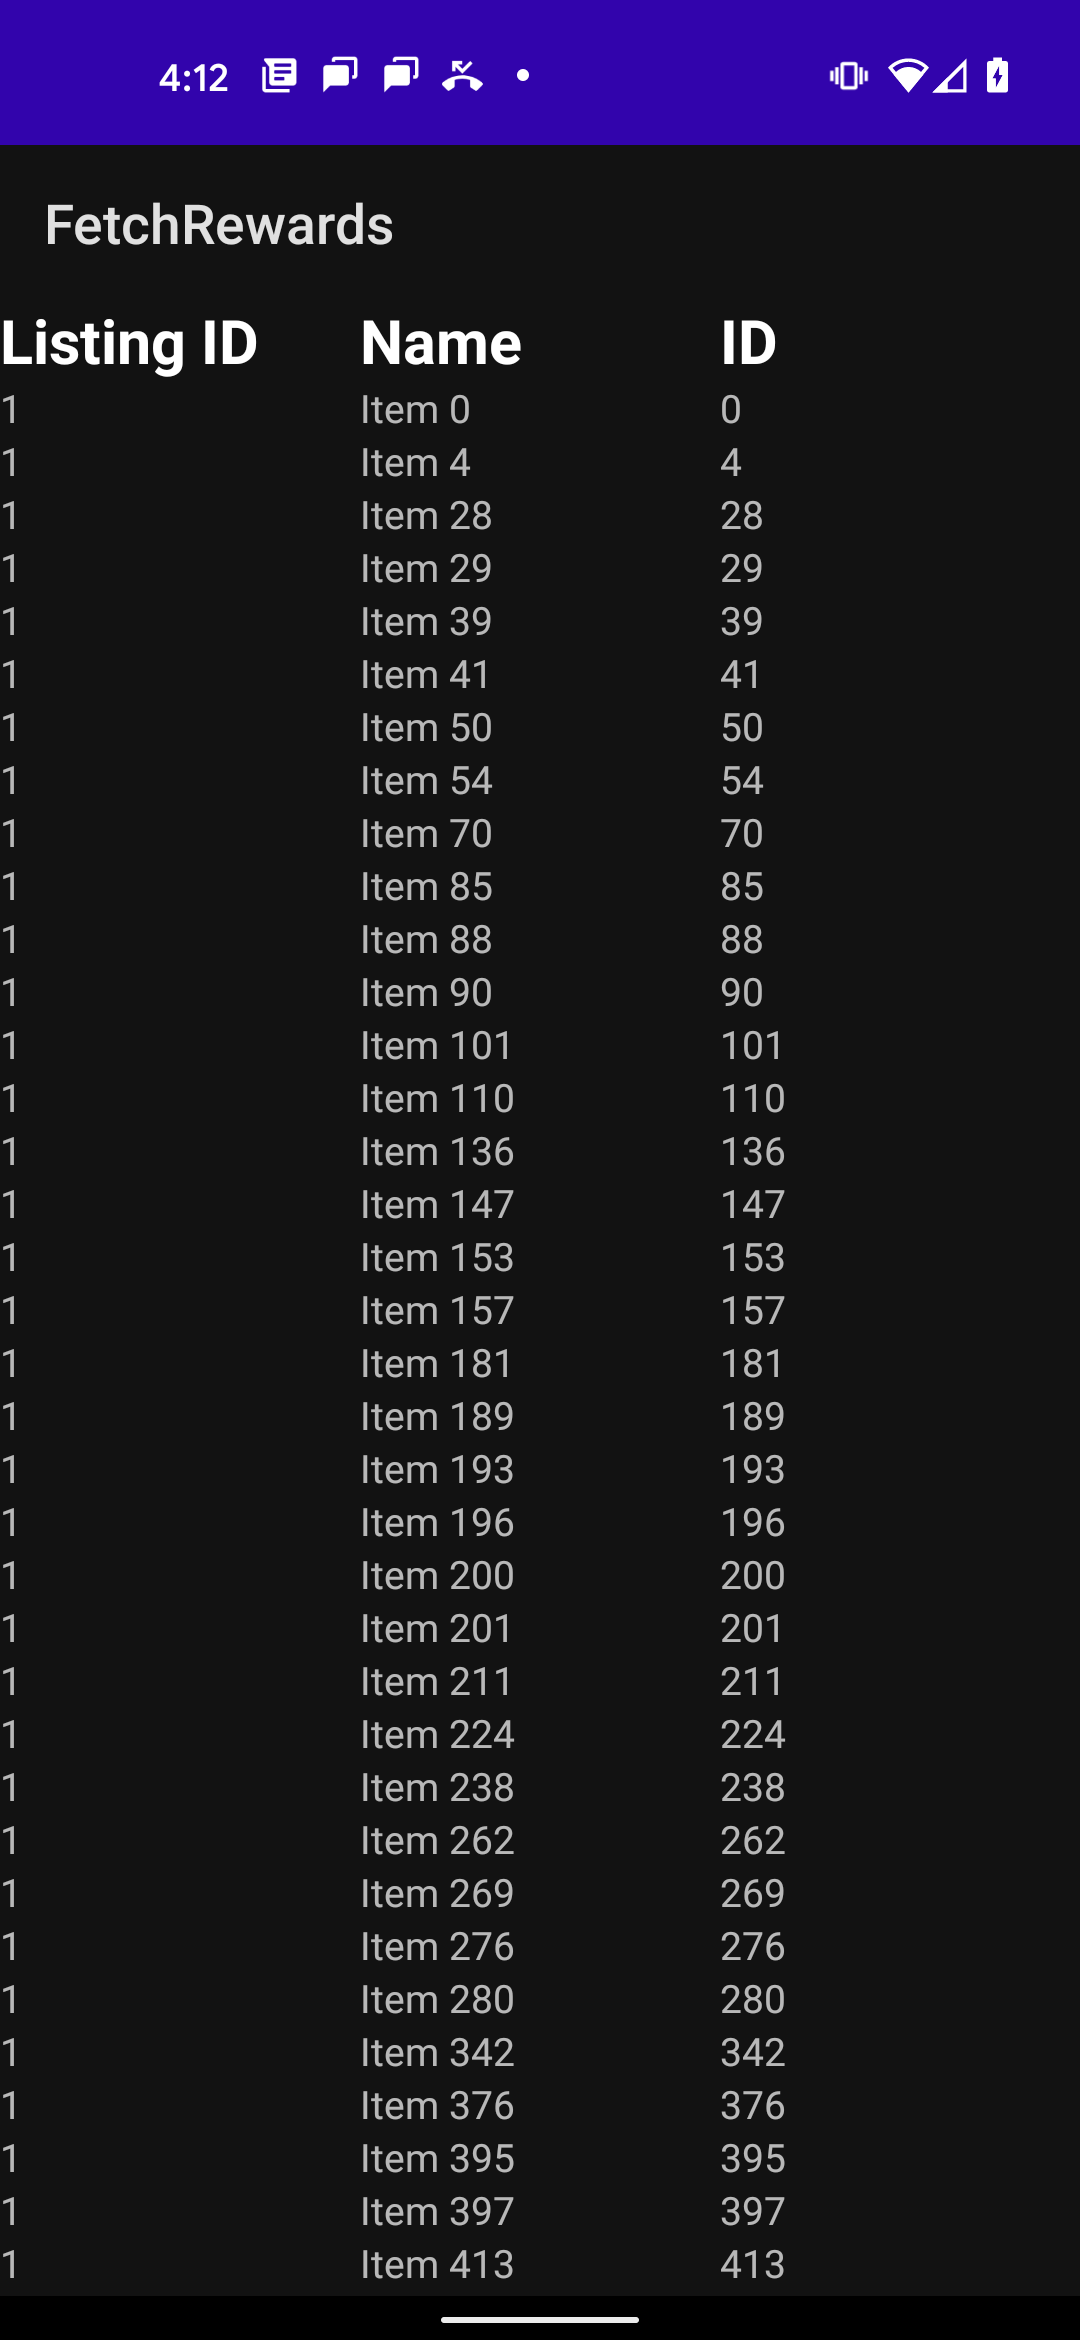 4:12
FetchRewards
Listing ID Name ID
1 Item 0 0
1 Item 4 4
1 Item 28 28
1 Item 29 29
1 Item 39 39
1 Item 41 41
1 Item 50 50
1 Item 54 54
1 Item 70 70
1 Item 85 85
1 Item 88 88
1 Item 90 90
1 Item 101 101
1 Item 110 110
1 Item 136 136
1 Item 147 147
1 Item 153 153
1 Item 157 157
1 Item 181 181
1 Item 189 189
1 Item 193 193
1 Item 196 196
1 Item 200 200
1 Item 201 201
1 Item 211 211
1 Item 224 224
1 Item 238 238
1 Item 262 262
1 Item 269 269
1 Item 276 276
1 Item 280 280
1 Item 342 342
1 Item 376 376
1 Item 395 395
1 Item 397 397
1 Item 413 413